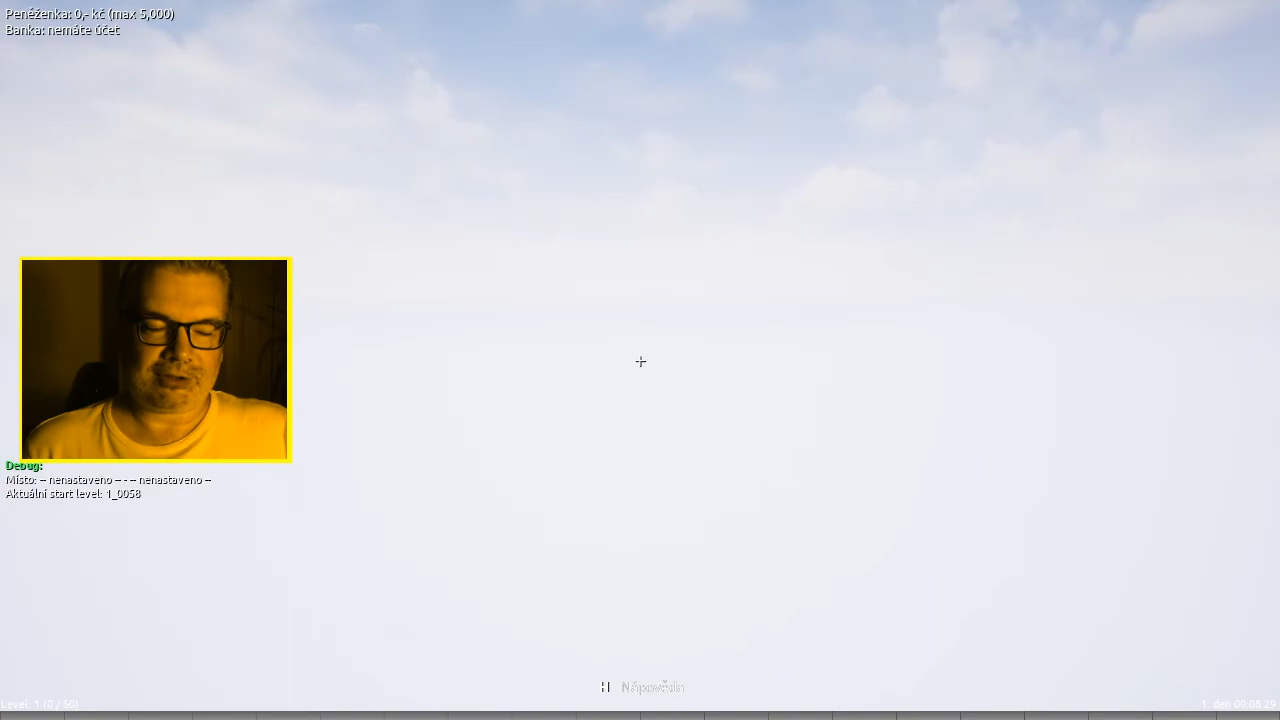 Peněženka: 0,- kč (max 5,000)
Banka: nemáte účet
Debug:
Místo: -- nenastaveno -- - -- nenastaveno --
Aktuální start level: 1_0058
H Nápověda
Level: 1 (0 / 50)
1. den 00:08:29